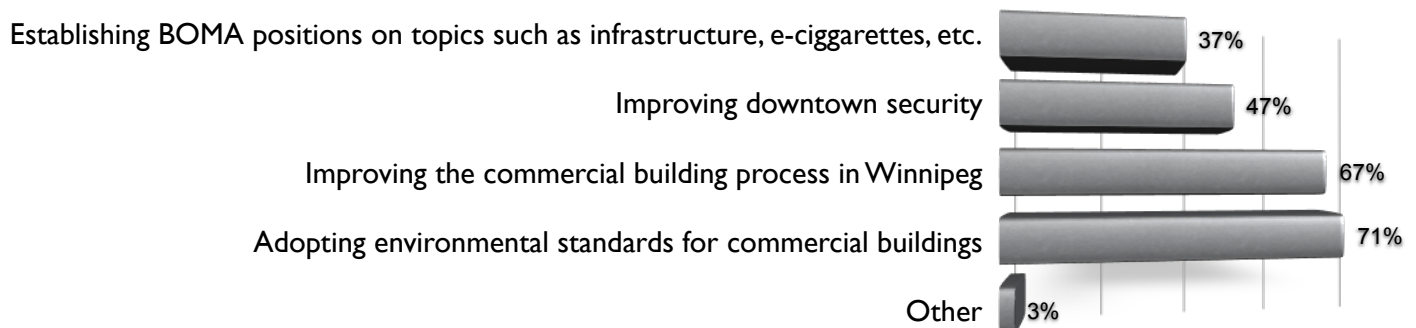 Establishing BOMA positions on topics such as infrastructure, e-ciggarettes, etc. 37%
Improving downtown security 47%
Improving the commercial building process in Winnipeg 67%
Adopting environmental standards for commercial buildings 71%
Other 3%